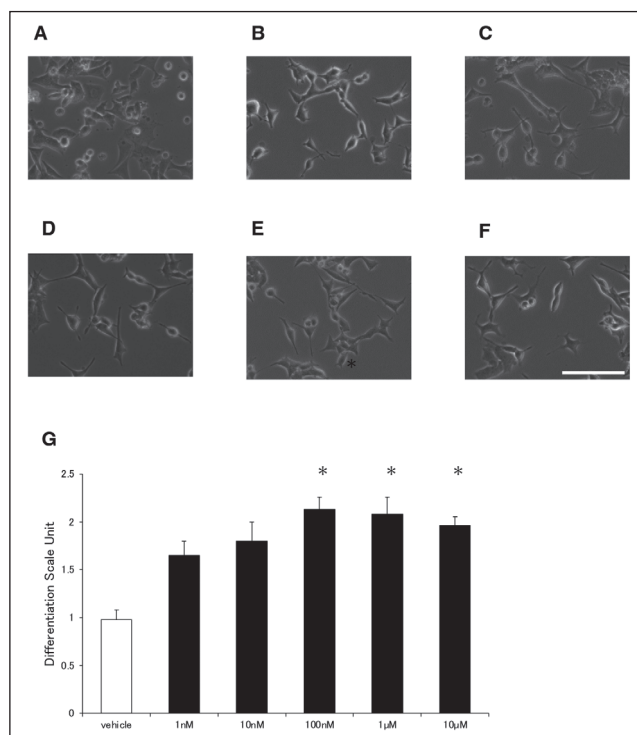 A B C
D E F
*
G
* * *
2.5
2
1.5
1
0.5
0
Differentiation Scale Unit
vehicle 1nM 10nM 100nM 1μM 10μM